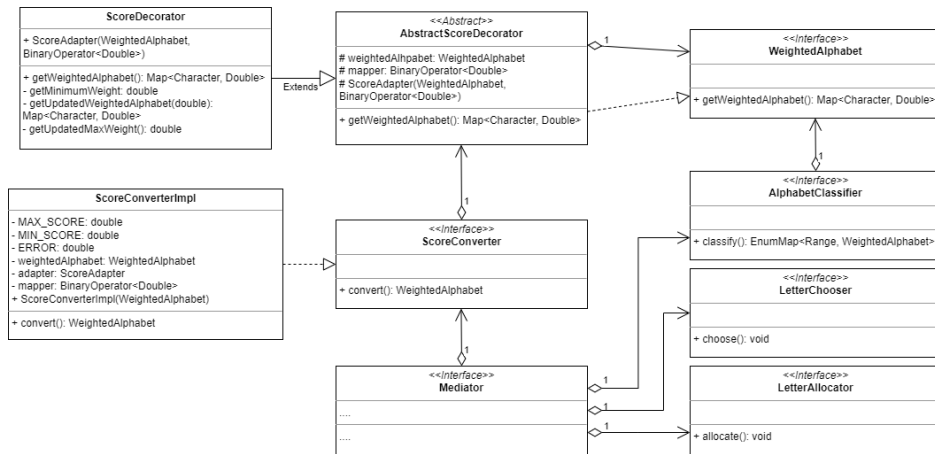 ScoreDecorator
+ ScoreAdapter(WeightedAlphabet,
BinaryOperator<Double>)
+ getWeightedAlphabet(): Map<Character, Double>
- getMinimumWeight: double
- getUpdatedWeightedAlphabet(double):
Map<Character, Double>
- getUpdatedMaxWeight(): double
Extends
<<Abstract>>
AbstractScoreDecorator
# weightedAlhpabet: WeightedAlphabet
# mapper: BinaryOperator<Double>
# ScoreAdapter(WeightedAlphabet,
BinaryOperator<Double>)
+ getWeightedAlphabet(): Map<Character, Double>
1
<<Interface>>
WeightedAlphabet
+ getWeightedAlphabet(): Map<Character, Double>
1
<<Interface>>
AlphabetClassifier
+ classify(): EnumMap<Range, WeightedAlphabet>
ScoreConverterImpl
- MAX_SCORE: double
- MIN_SCORE: double
- ERROR: double
- weightedAlphabet: WeightedAlphabet
- adapter: ScoreAdapter
- mapper: BinaryOperator<Double>
+ ScoreConverterImpl(WeightedAlphabet)
+ convert(): WeightedAlphabet
1
<<Interface>>
ScoreConverter
+ convert(): WeightedAlphabet
<<Interface>>
LetterChooser
+ choose(): void
1
<<Interface>>
Mediator
....
....
1
1
1
<<Interface>>
LetterAllocator
+ allocate(): void